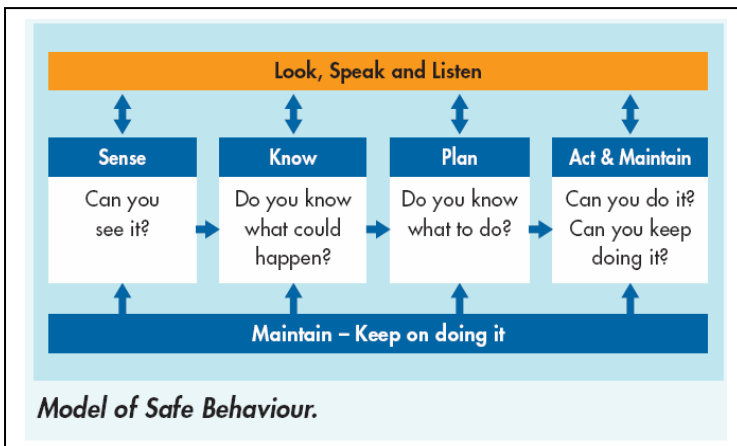 Look, Speak and Listen
Sense
Can you
see it?
Know
Do you know
what could
happen?
Plan
Do you know
what to do?
Act & Maintain
Can you do it?
Can you keep
doing it?
Maintain – Keep on doing it
Model of Safe Behaviour.